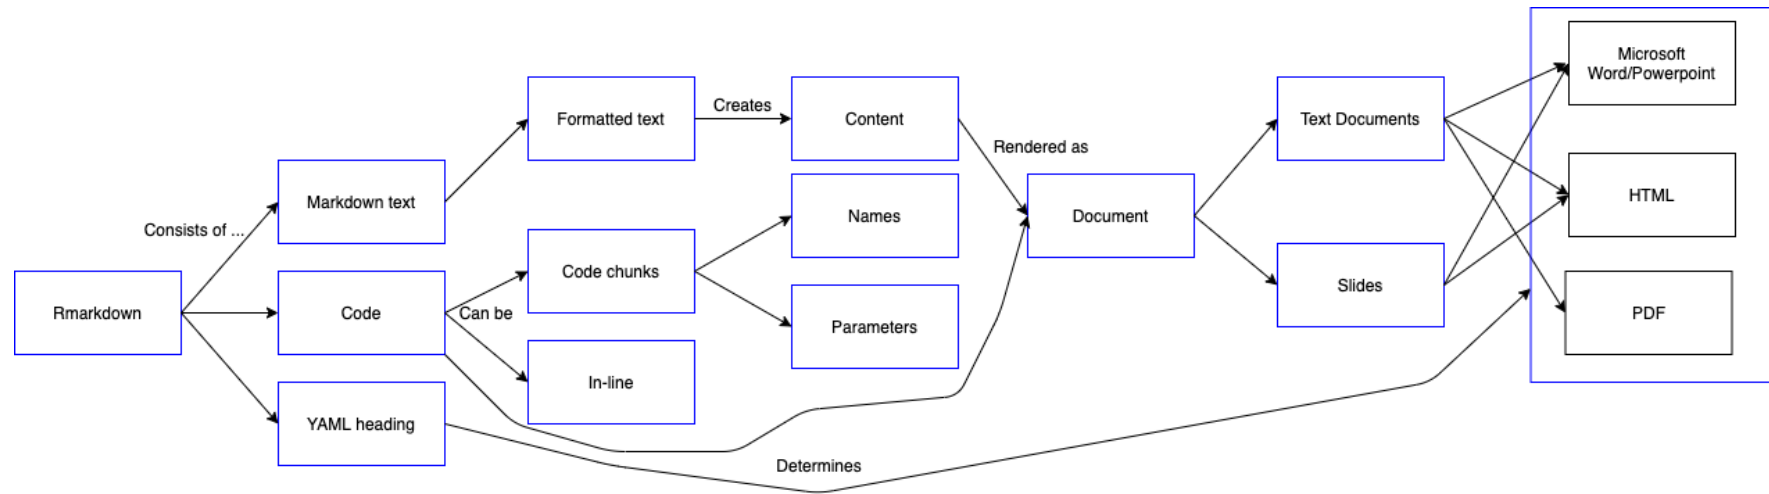 Microsoft
Word/Powerpoint
Formatted text
Creates
Content
Text Documents
Rendered as
Markdown text
HTML
Consists of ...
Names
Document
Code chunks
Slides
Rmarkdown
Code
Can be
Parameters
PDF
In-line
YAML heading
Determines